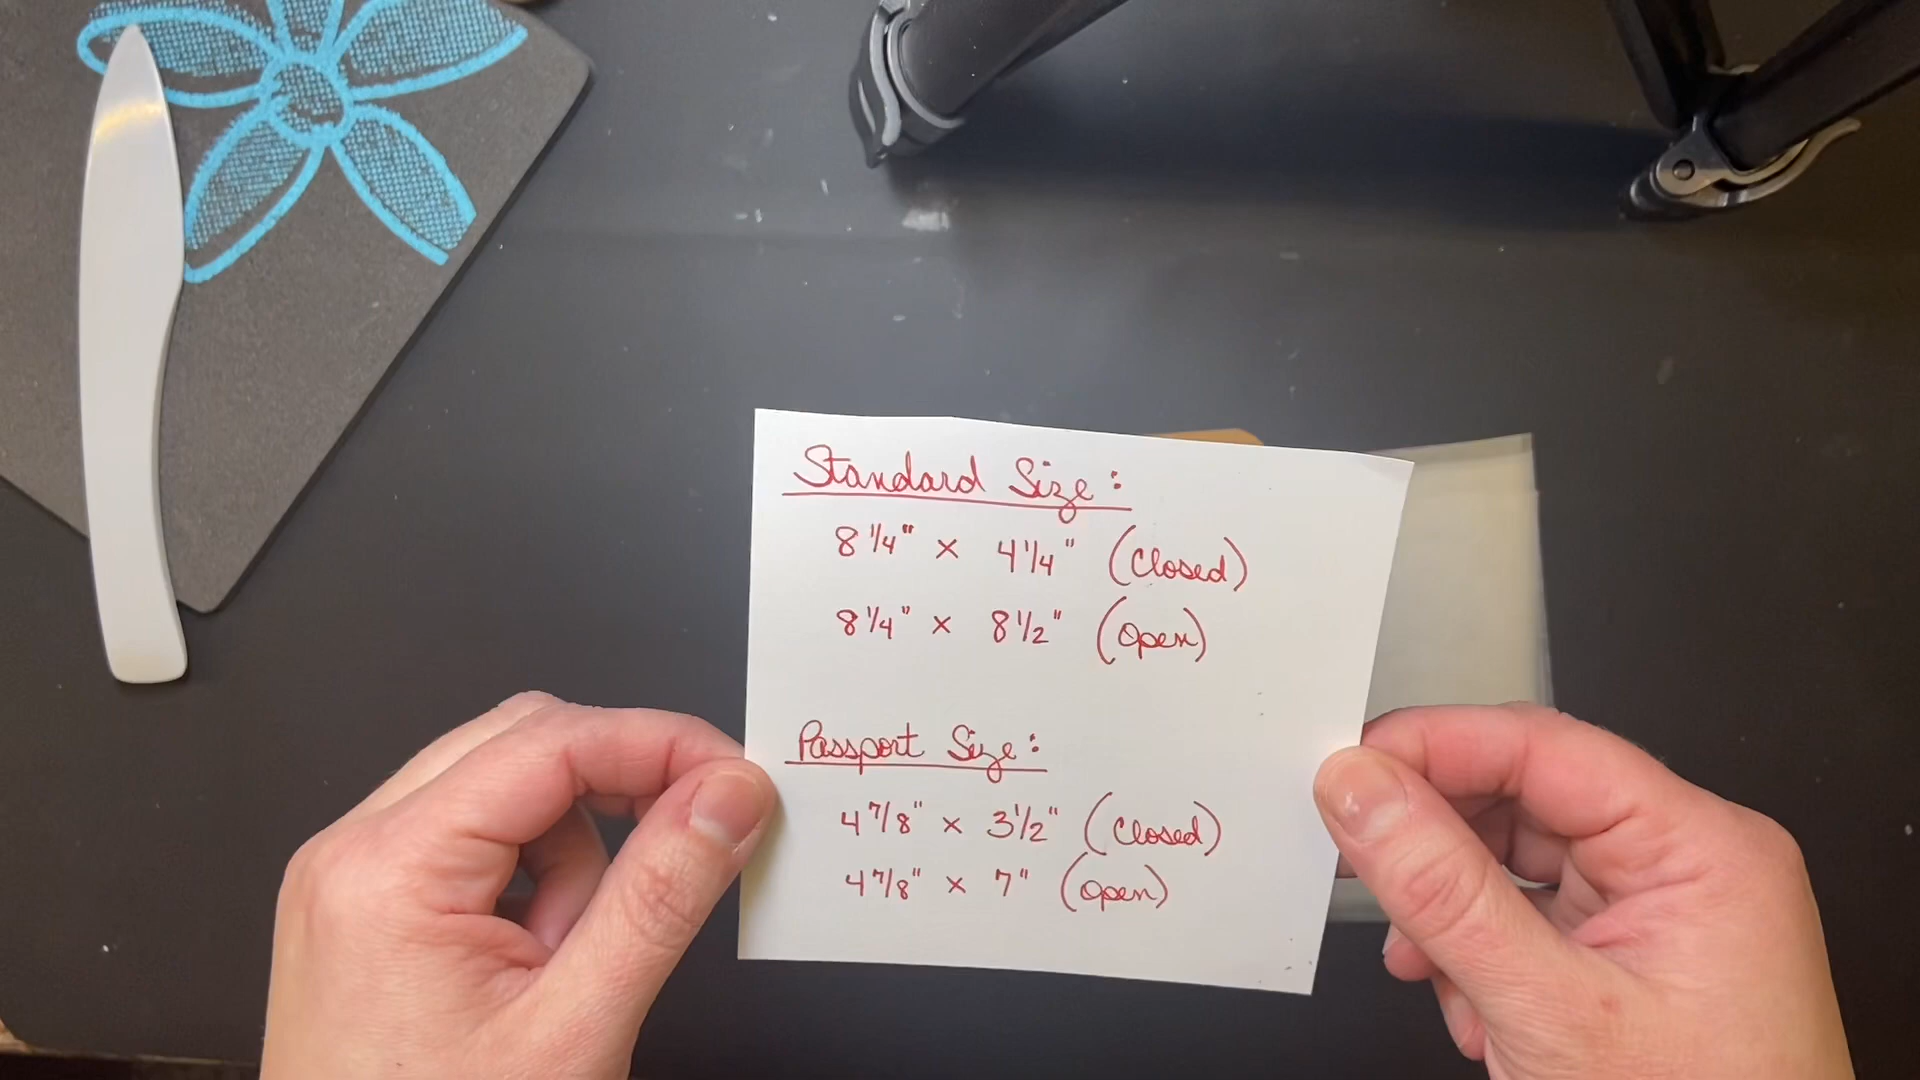 Standard Size:
8 1/4" x 4 1/4" (Closed)
8 1/4" x 8 1/2" (Open)
Passport Size:
4 7/8" x 3 1/2" (Closed)
4 7/8" x 7" (Open)